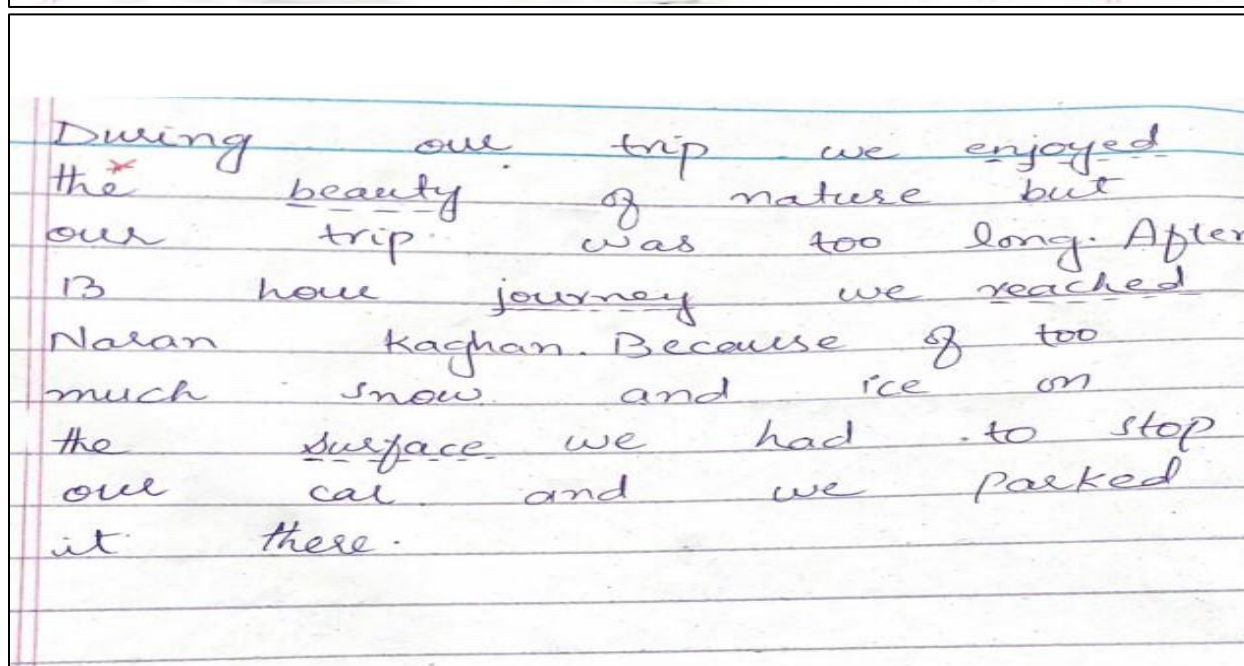 During our trip we enjoyed
the beauty of nature but
our trip was too long. After
13 hour journey we reached
Naran Kaghan. Because of too
much snow and ice on
the surface we had to stop
our car and we parked
it there.